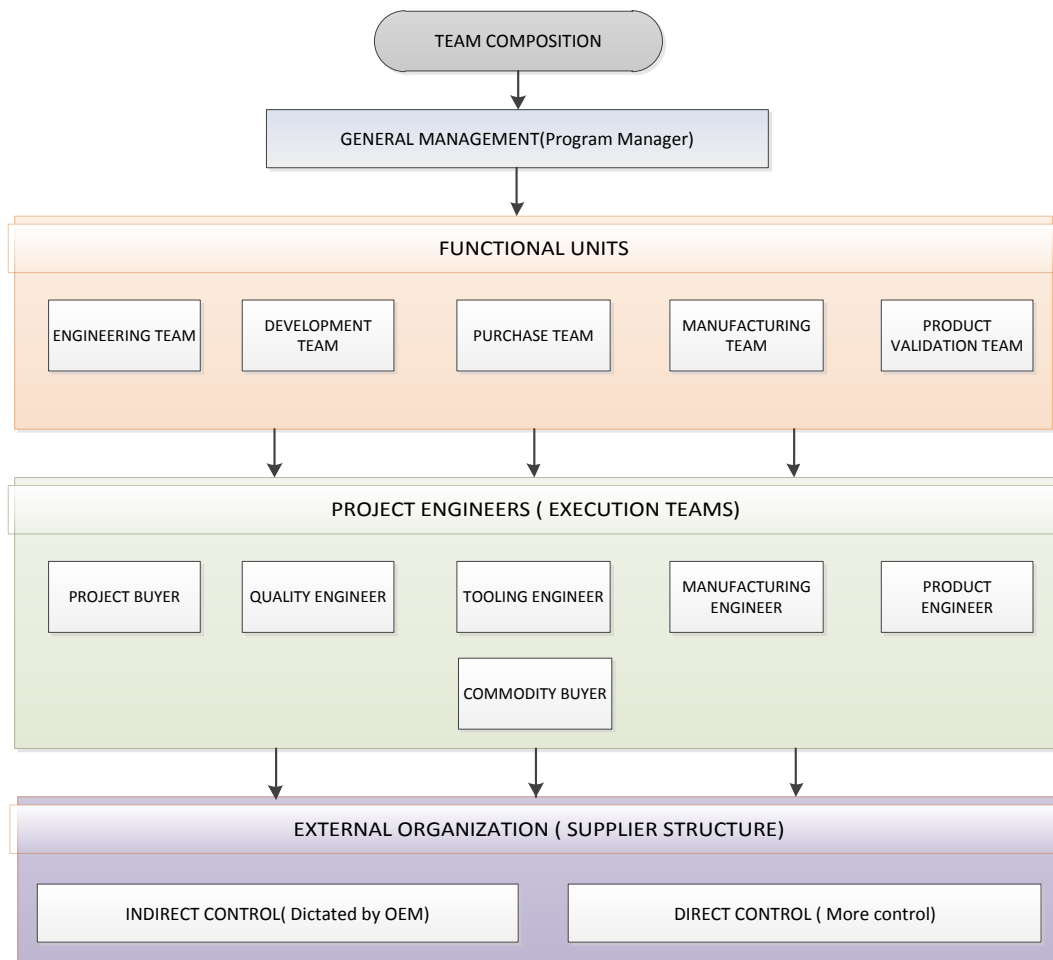 TEAM COMPOSITION
GENERAL MANAGEMENT(Program Manager)
FUNCTIONAL UNITS
ENGINEERING TEAM
DEVELOPMENT
TEAM
PURCHASE TEAM
MANUFACTURING
TEAM
PRODUCT
VALIDATION TEAM
PROJECT ENGINEERS ( EXECUTION TEAMS)
PROJECT BUYER
QUALITY ENGINEER
TOOLING ENGINEER
MANUFACTURING
ENGINEER
PRODUCT
ENGINEER
COMMODITY BUYER
EXTERNAL ORGANIZATION ( SUPPLIER STRUCTURE)
INDIRECT CONTROL( Dictated by OEM)
DIRECT CONTROL ( More control)